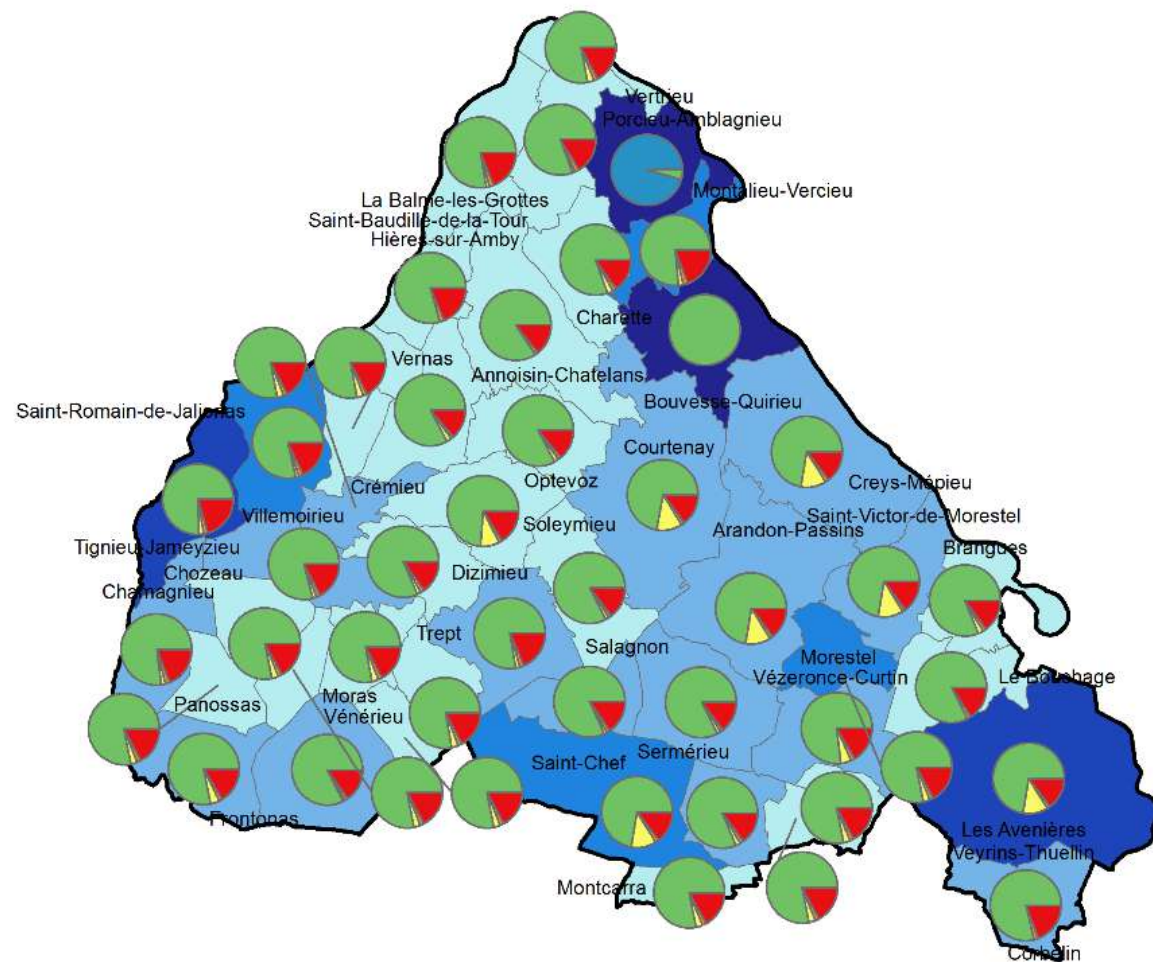 Vertrieu
Porcieu-Amblagnieu
Montalieu-Vercieu
La Balme-les-Grottes
Saint-Baudille-de-la-Tour
Hières-sur-Amby
Charette
Vernas
Annoisin-Chatelans
Bouvesse-Quirieu
Saint-Romain-de-Jalionas
Courtenay
Optevoz
Creys-Mépieu
Crémieu
Villemoirieu
Soleymieu
Saint-Victor-de-Morestel
Arandon-Passins
Tignieu-Jameyzieu
Brangues
Chozeau
Dizimieu
Chamagnieu
Trept
Salagnon
Morestel
Vézeronce-Curtin
Le Bouchage
Panossas
Moras
Vénérieu
Sermérieu
Saint-Chef
Frontonas
Les Avenières
Veyrins-Thuellin
Montcarra
Corbelin